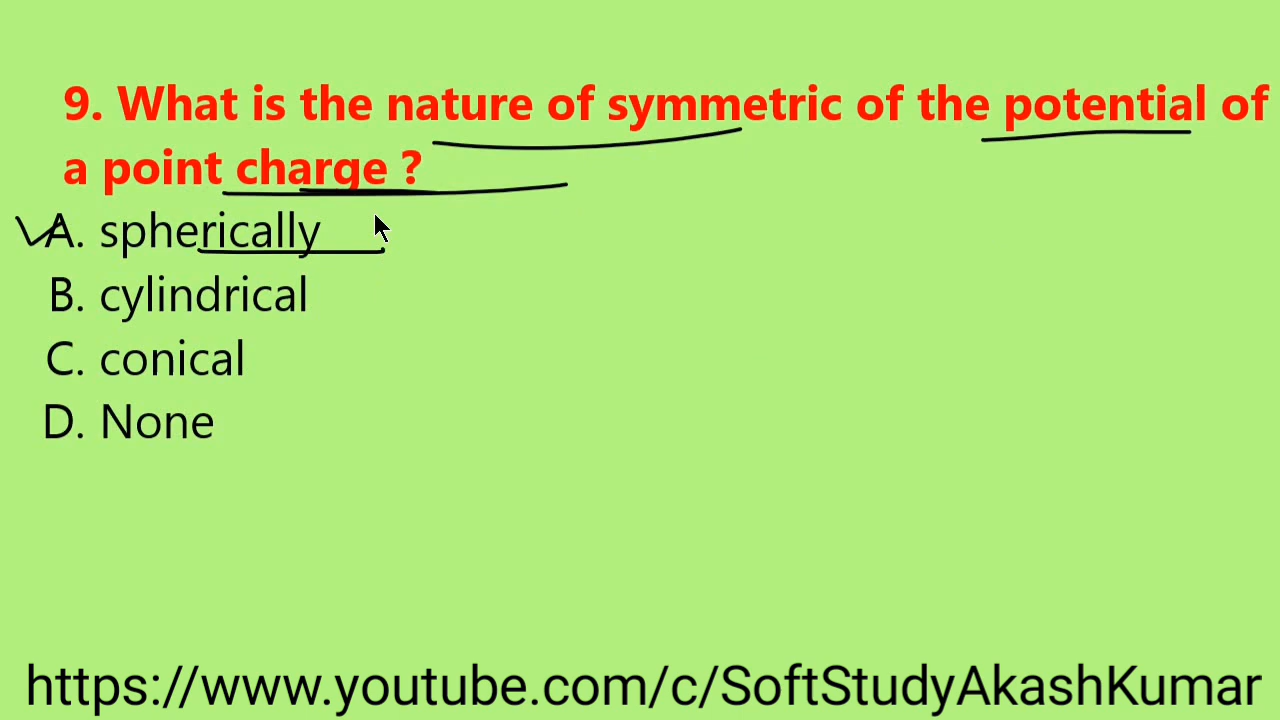 9. What is the nature of symmetric of the potential of
a point charge ?
A. spherically
B. cylindrical
C. conical
D. None
https://www.youtube.com/c/SoftStudyAkashKumar